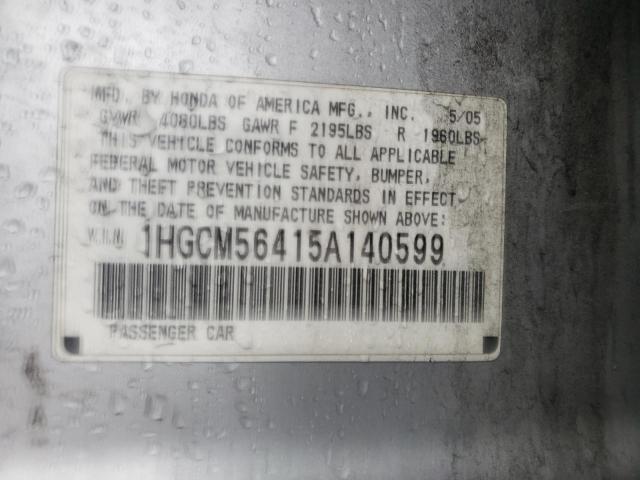 MFD. BY HONDA OF AMERICA MFG., INC. 5/05
GVWR 4080LBS GAWR F 2195LBS R 1960LBS
THIS VEHICLE CONFORMS TO ALL APPLICABLE
FEDERAL MOTOR VEHICLE SAFETY, BUMPER,
AND THEFT PREVENTION STANDARDS IN EFFECT
ON THE DATE OF MANUFACTURE SHOWN ABOVE:
V.I.N. 1HGCM56415A140599
PASSENGER CAR